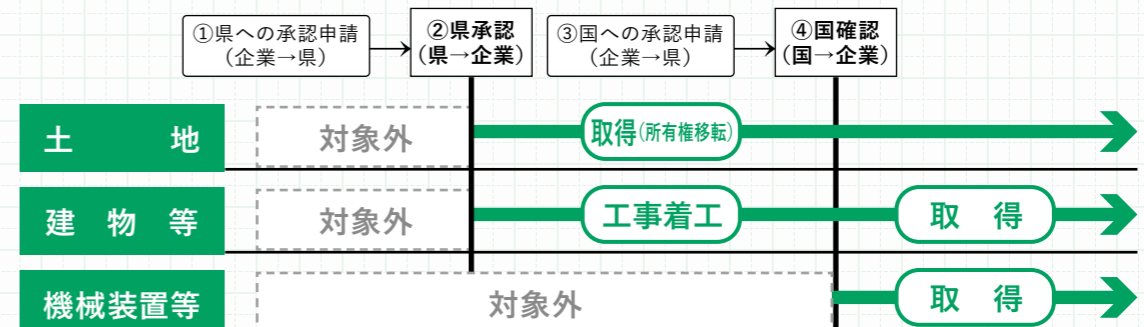 ①県への承認申請
（企業→県）
②県承認
（県→企業）
③国への承認申請
（企業→県）
④国確認
（国→企業）
土地
対象外
取得(所有権移転)
建物等
対象外
工事着工
取得
機械装置等
対象外
取得